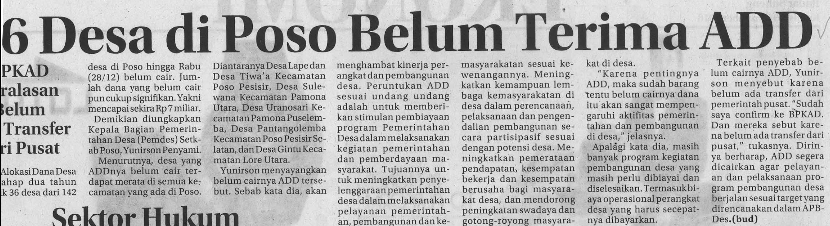 6 Desa di Poso Belum Terima ADD
PKAD
ralasan
Belum
Transfer
ri Pusat
Alokasi Dana Desa
ahap dua tahun
k 36 desa dari 142
desa di Poso hingga Rabu
(28/12) belum cair. Jum-
lah dana yang belum cair
pun cukup signifikan. Yakni
mencapai sekira Rp 7 miliar.
Demikian diungkapkan
Kepala Bagian Pemerin-
tahan Desa (Pemdes) Setk-
ab Poso, Yunirson Penyami.
Menurutnya, desa yang
ADDnya belum cair ter-
dapat merata di semua ke-
camatan yang ada di Poso.
Diantaranya Desa Lape dan
Desa Tiwa'a Kecamatan
Poso Pesisir, Desa Sule-
wana Kecamatan Pamona
Utara, Desa Tranosari Ke-
camatan Pamona Puselem-
ba, Desa Pantangolemba
Kecamatan Poso Pesisir Se-
latan, dan Desa Gintu Keca-
matan Lore Utara.
Yunirson menyayangkan
belum cairnya ADD terse-
but. Sebab kata dia, akan
menghambat kinerja pe-
rangkat dan pembangunan
desa. Peruntukan ADD
sesuai undang undang
adalah untuk memberi-
kan stimulan pembiayaan
program Pemerintahan
Desa dalam melaksanakan
kegiatan pemerintahan
dan pemberdayaan ma-
syarakat. Tujuannya un-
tuk meningkatkan penye-
lenggaraan pemerintahan
desa dalam melaksanakan
pelayanan pemerintah-
an, pembangunan dan ke-
masyarakatan sesuai ke-
wenangannya. Mening-
katkan kemampuan lem-
baga kemasyarakatan di
desa dalam perencanaan,
pelaksanaan dan pengen-
dalian pembangunan se-
cara partisipatif sesuai
dengan potensi desa. Me-
ningkatkan pemerataan
pendapatan, kesempatan
bekerja dan kesempatan
berusaha bagi masyara-
kat desa, dan mendorong
peningkatan swadaya dan
gotong-royong masyara-
kat di desa.
"Karena pentingnya
ADD, maka sudah barang
tentu belum cairnya dana
itu akan sangat mempen-
garuhi aktifitas pemerin-
tahan dan pembangunan
di desa," jelasnya.
Apalagi kata dia, masih
banyak program kegiatan
pembangunan desa yang
masih perlu dibiayai dan
diselesaikan. Termasuk bi-
aya operasional perangkat
desa yang harus secepat-
nya dibayarkan.
Terkait penyebab be-
lum cairnya ADD, Yunir-
son menyebut karena
belum ada transfer dari
pemerintah pusat. "Sudah
saya confirm ke BPKAD.
Dan mereka sebut kare-
na belum ada transfer dari
pusat," tukasnya. Dirinya
berharap, ADD segera
dicairkan agar pelayan-
an dan pelaksanaan pro-
gram pembangunan desa
berjalan sesuai target yang
direncanakan dalam APB-
Des.(bud)
Sektor Hukum